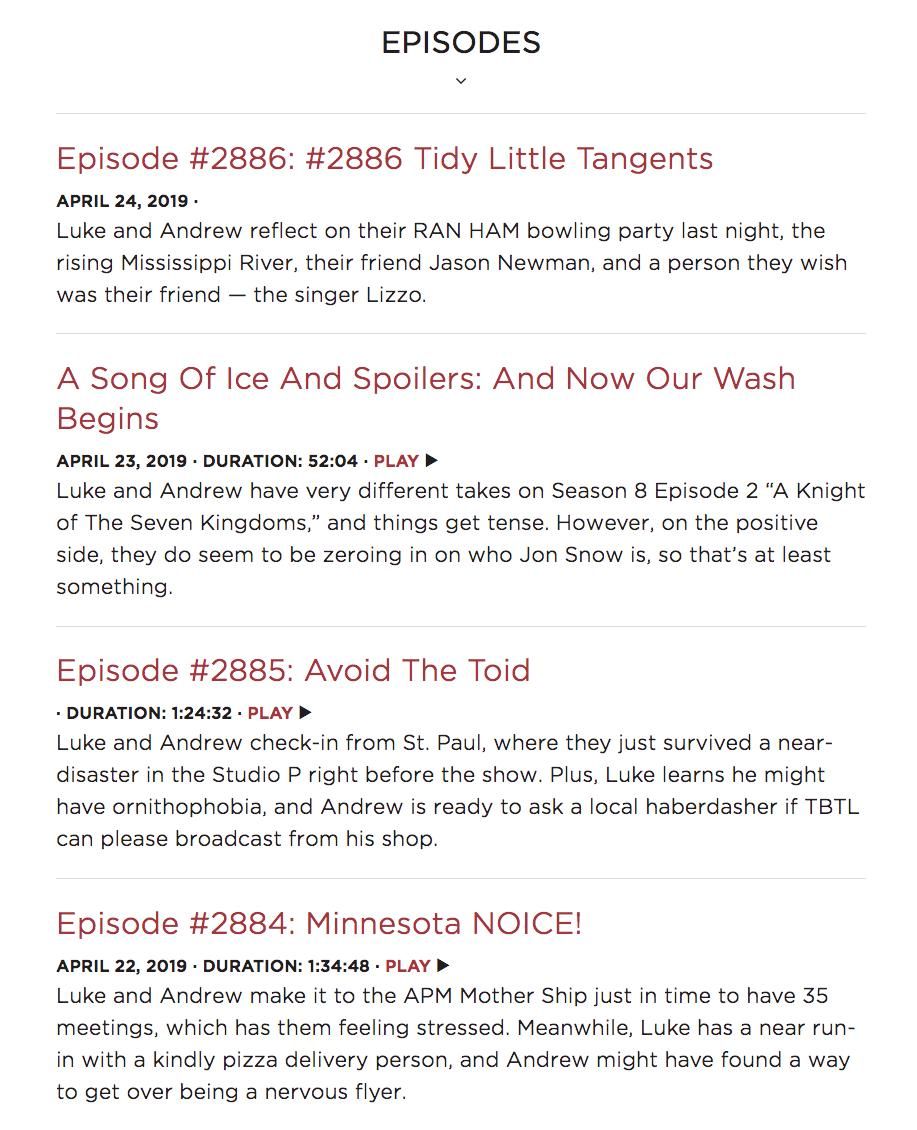 EPISODES
Episode #2886: #2886 Tidy Little Tangents
APRIL 24, 2019 ·
Luke and Andrew reflect on their RAN HAM bowling party last night, the
rising Mississippi River, their friend Jason Newman, and a person they wish
was their friend — the singer Lizzo.
A Song Of Ice And Spoilers: And Now Our Wash
Begins
APRIL 23, 2019 · DURATION: 52:04 · PLAY ▶
Luke and Andrew have very different takes on Season 8 Episode 2 “A Knight
of The Seven Kingdoms,” and things get tense. However, on the positive
side, they do seem to be zeroing in on who Jon Snow is, so that’s at least
something.
Episode #2885: Avoid The Toid
· DURATION: 1:24:32 · PLAY ▶
Luke and Andrew check-in from St. Paul, where they just survived a near-
disaster in the Studio P right before the show. Plus, Luke learns he might
have ornithophobia, and Andrew is ready to ask a local haberdasher if TBTL
can please broadcast from his shop.
Episode #2884: Minnesota NOICE!
APRIL 22, 2019 · DURATION: 1:34:48 · PLAY ▶
Luke and Andrew make it to the APM Mother Ship just in time to have 35
meetings, which has them feeling stressed. Meanwhile, Luke has a near run-
in with a kindly pizza delivery person, and Andrew might have found a way
to get over being a nervous flyer.